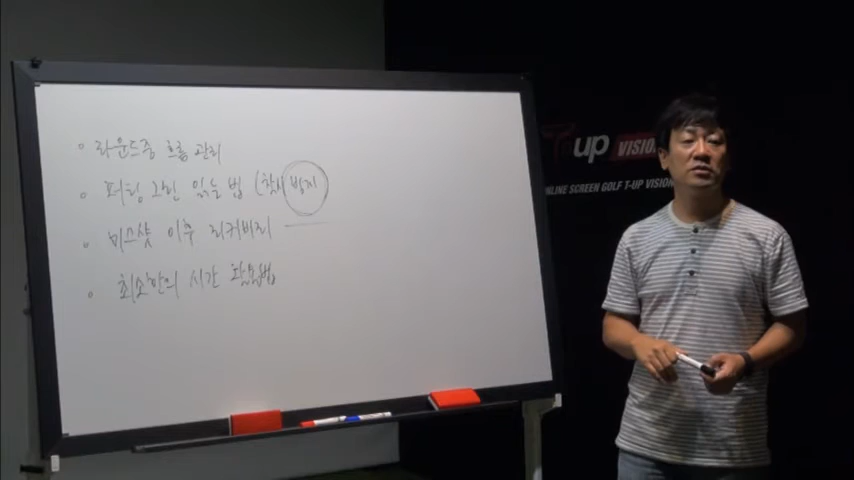 • 라운드중 흐름 관리
• 퍼팅 그린 읽는 법 (착시 방지
• 미스샷 이후 리커버리
• 최소한의 시간 활용법
T up VISION
ONLINE SCREEN GOLF T-UP VISION